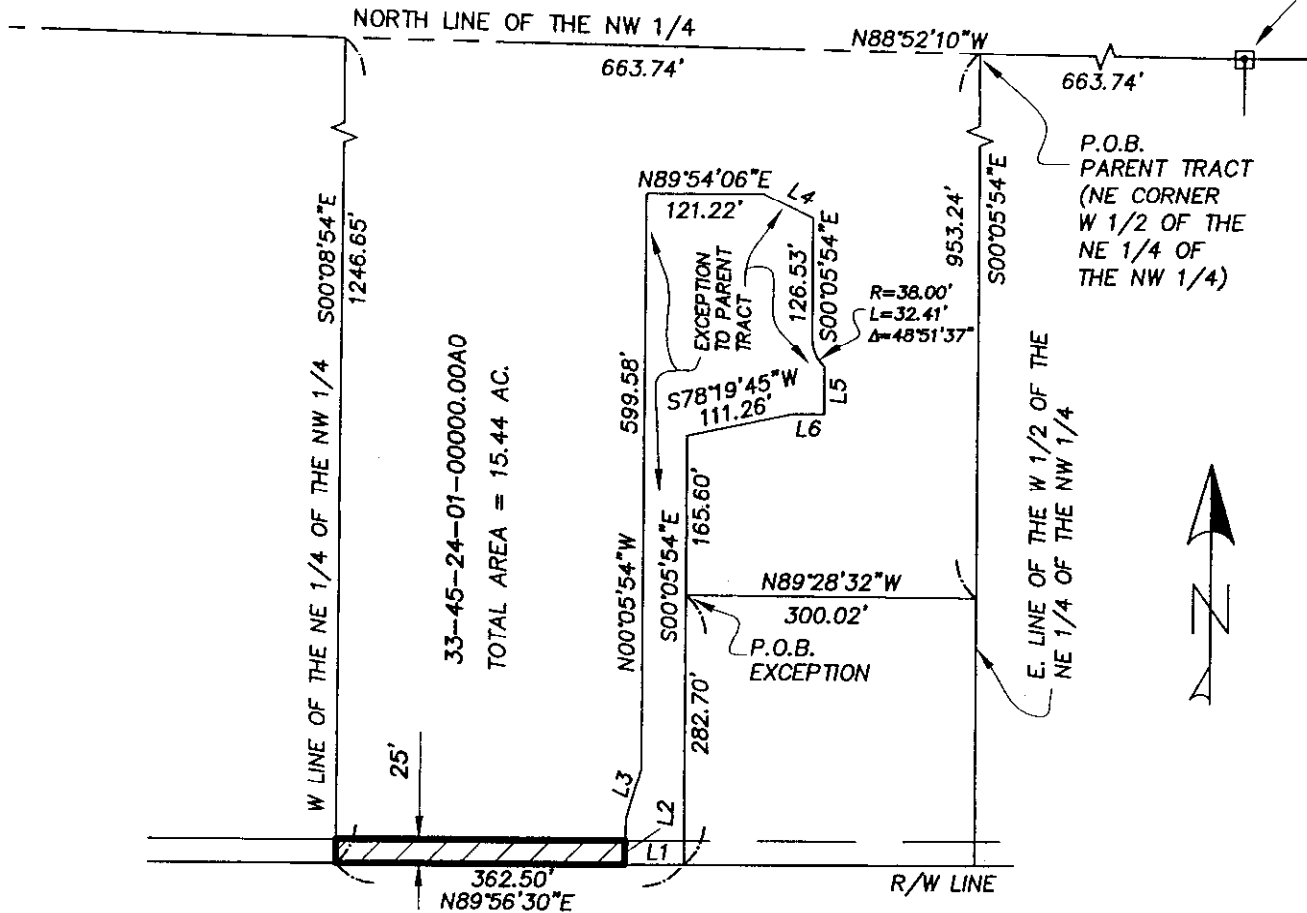 NORTH LINE OF THE NW 1/4
N88°52'10"W
663.74'
663.74'
P.O.B.
PARENT TRACT
(NE CORNER
W 1/2 OF THE
NE 1/4 OF
THE NW 1/4)
N89°54'06"E
121.22'
L4
S00°08'54"E
1246.65'
953.24'
S00°05'54"E
126.53'
S00°05'54"E
R=38.00'
L=32.41'
Δ=48°51'37"
EXCEPTION
TO PARENT
TRACT
S78°19'45"W
111.26'
L5
L6
599.58'
N00°05'54"W
W LINE OF THE NE 1/4 OF THE NW 1/4
33-45-24-01-00000.00A0
TOTAL AREA = 15.44 AC.
165.60'
S00°05'54"E
N89°28'32"W
300.02'
P.O.B.
EXCEPTION
E. LINE OF THE W 1/2 OF THE
NE 1/4 OF THE NW 1/4
N
282.70'
25'
L3
L2
L1
362.50'
N89°56'30"E
R/W LINE